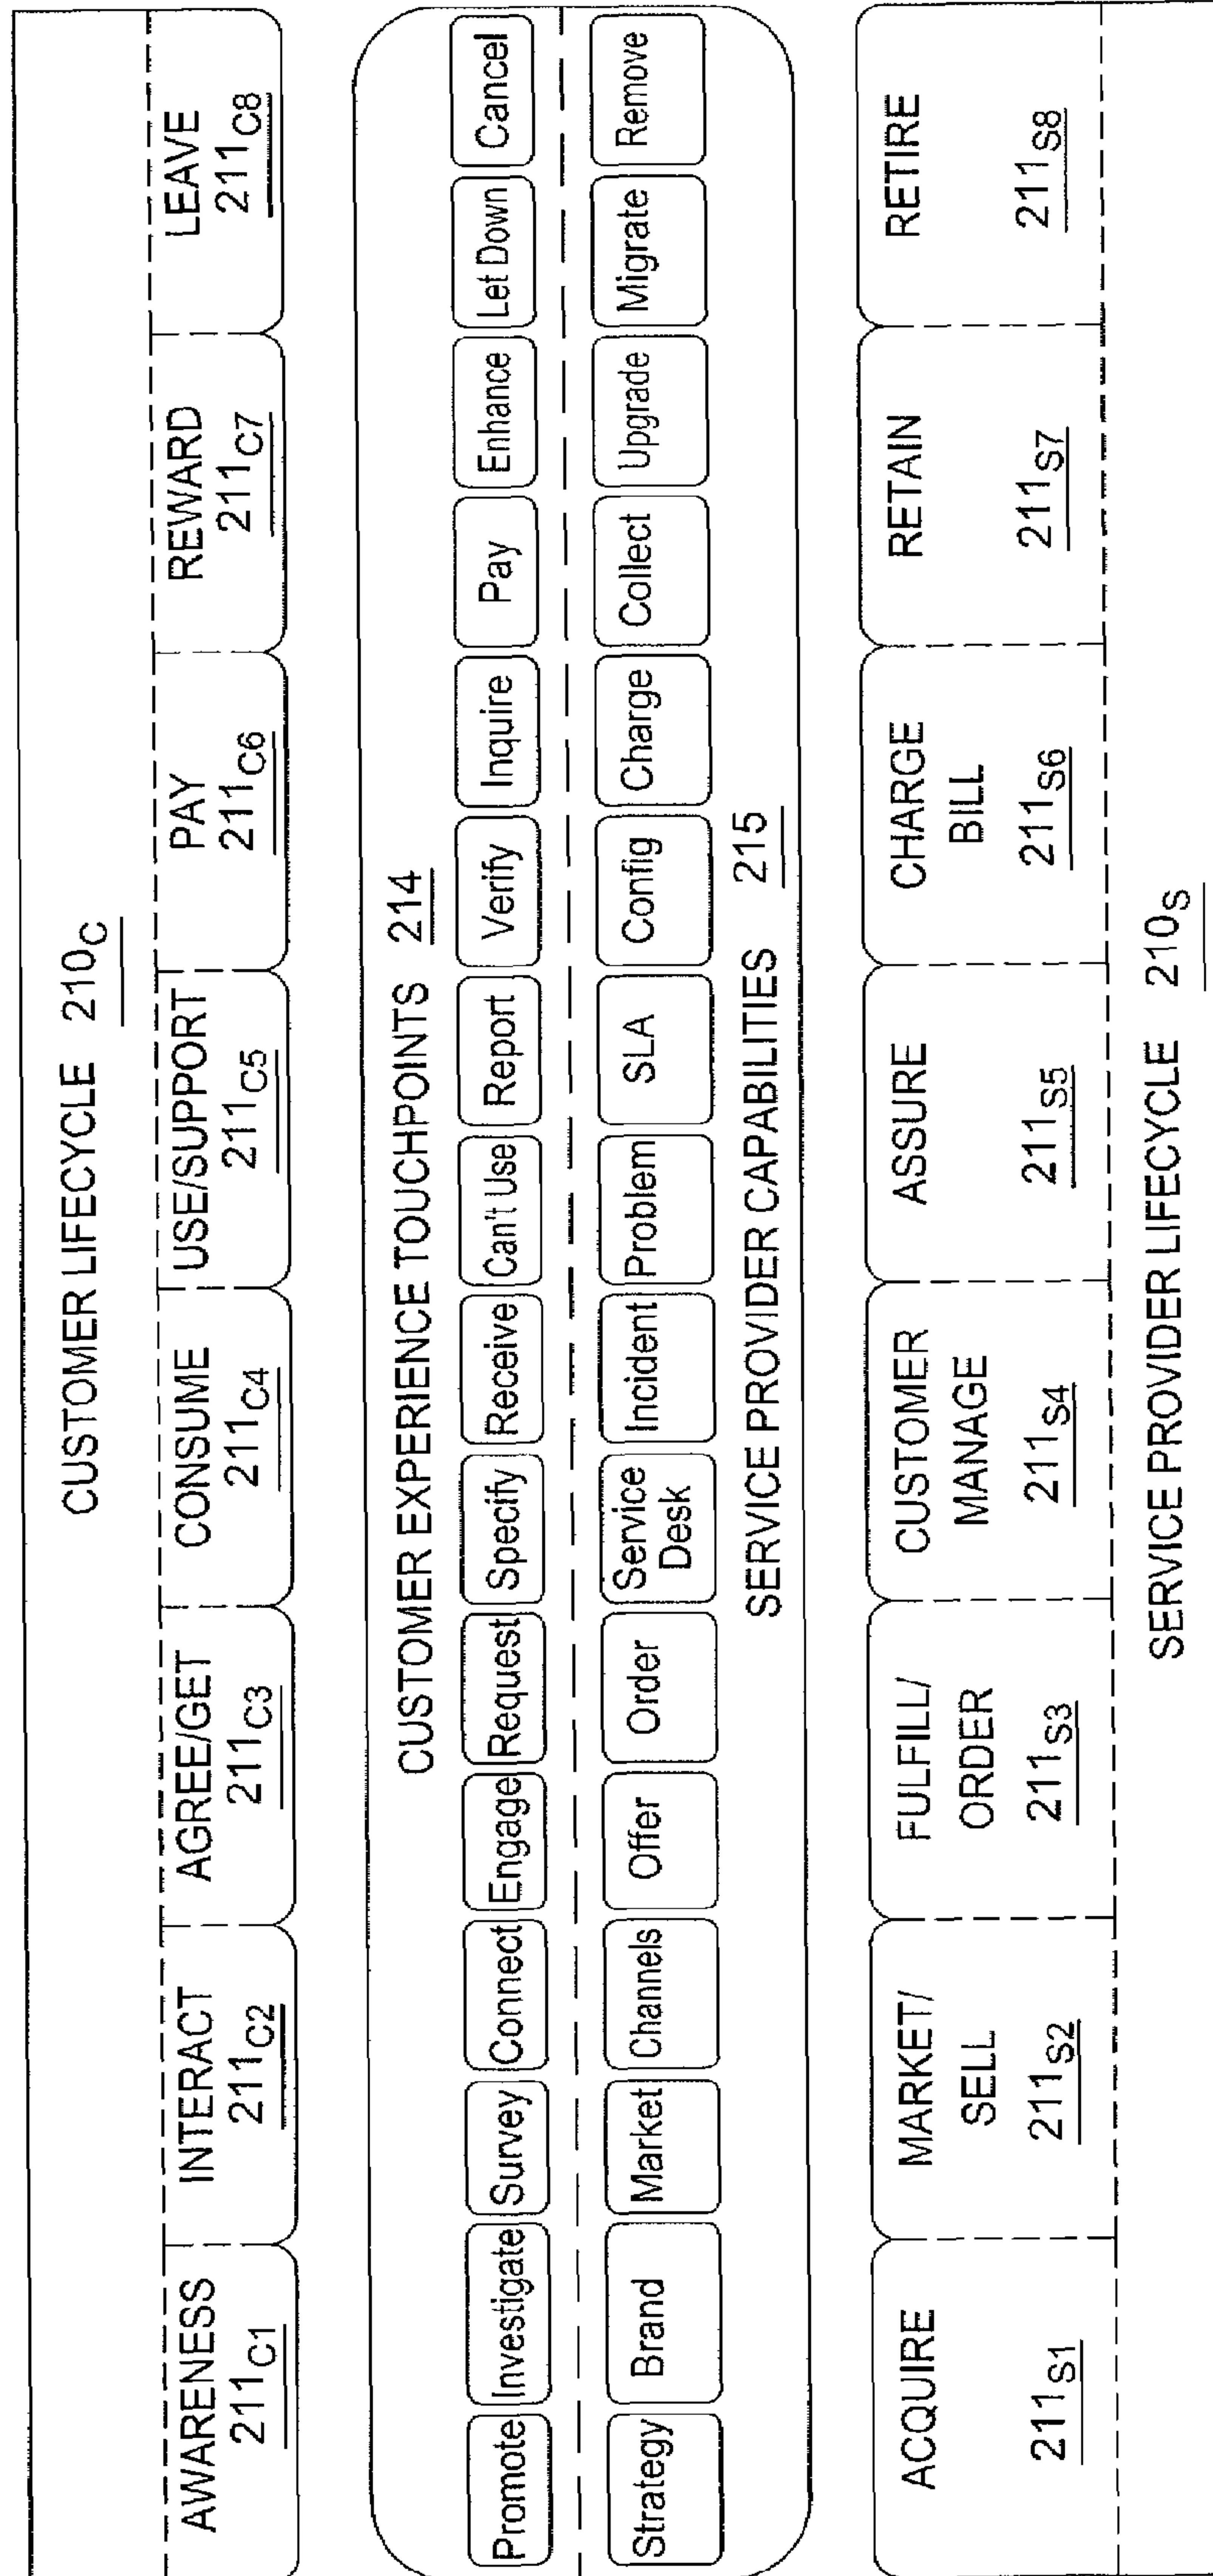 CUSTOMER LIFECYCLE 210C
AWARENESS INTERACT AGREE/GET CONSUME USE/SUPPORT PAY REWARD LEAVE
211C1 211C2 211C3 211C4 211C5 211C6 211C7 211C8
CUSTOMER EXPERIENCE TOUCHPOINTS 214
Promote Investigate Survey Connect Engage Request Specify Receive Can't Use Report Verify Inquire Pay Enhance Let Down Cancel
Strategy Brand Market Channels Offer Order Service Desk Incident Problem SLA Config Charge Collect Upgrade Migrate Remove
SERVICE PROVIDER CAPABILITIES 215
ACQUIRE MARKET/ FULFILL/ CUSTOMER ASSURE CHARGE RETAIN RETIRE
SELL ORDER MANAGE BILL
211S1 211S2 211S3 211S4 211S5 211S6 211S7 211S8
SERVICE PROVIDER LIFECYCLE 210S